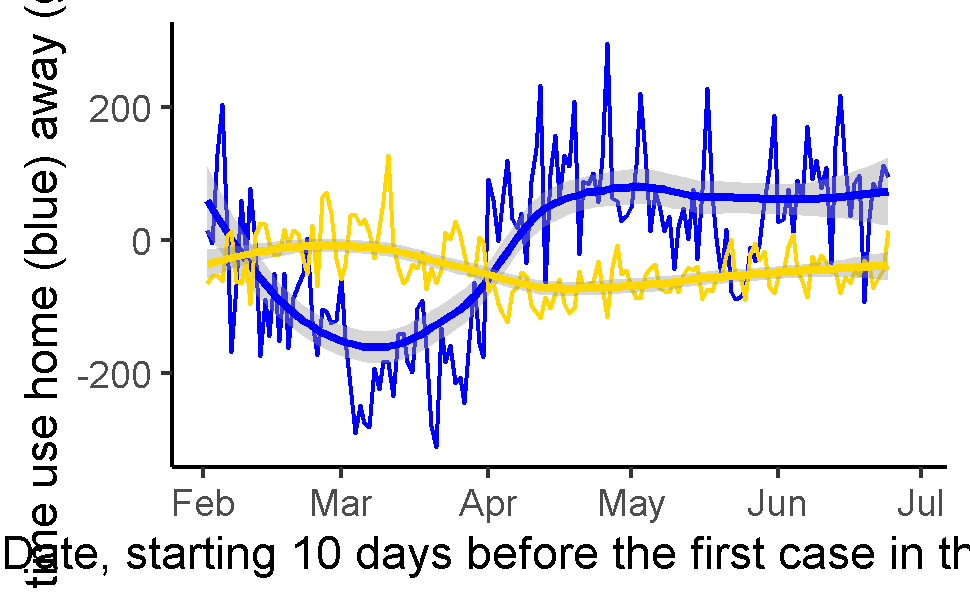 time use home (blue) away (
200
0
-200
Feb Mar Apr May Jun Jul
Date, starting 10 days before the first case in th